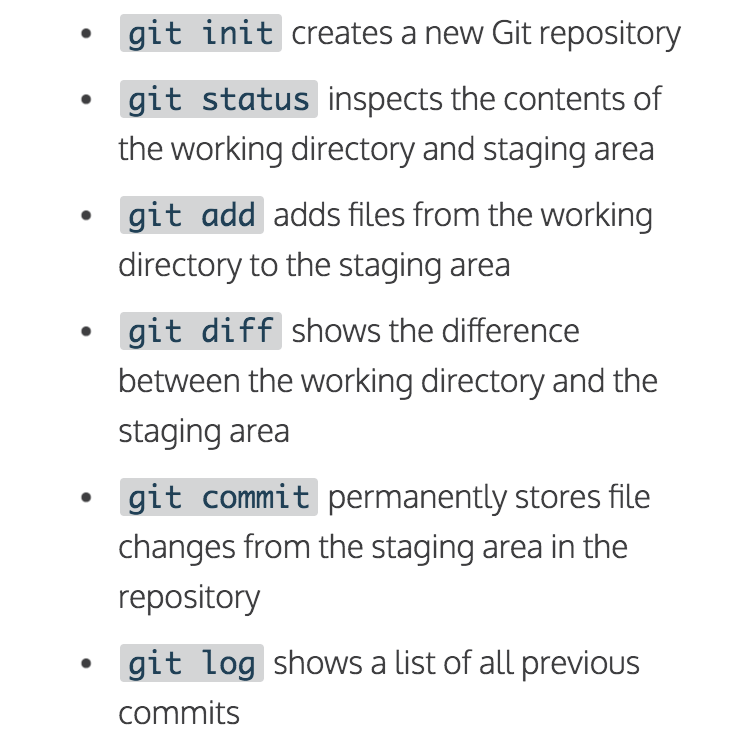 • git init creates a new Git repository
• git status inspects the contents of
the working directory and staging area
• git add adds files from the working
directory to the staging area
• git diff shows the difference
between the working directory and the
staging area
• git commit permanently stores file
changes from the staging area in the
repository
• git log shows a list of all previous
commits